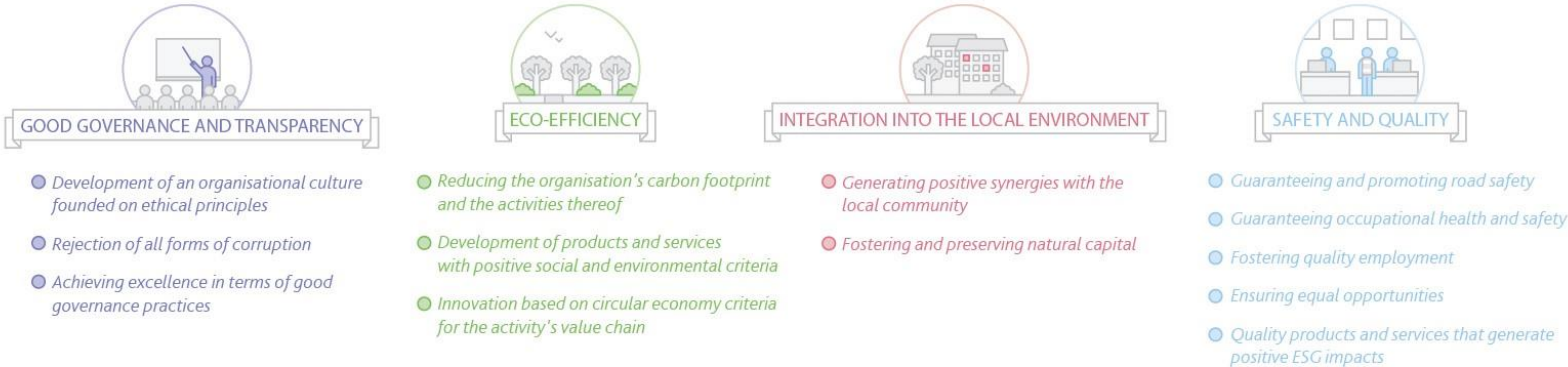 GOOD GOVERNANCE AND TRANSPARENCY
Development of an organisational culture
founded on ethical principles
Rejection of all forms of corruption
Achieving excellence in terms of good
governance practices
ECO-EFFICIENCY
Reducing the organisation's carbon footprint
and the activities thereof
Development of products and services
with positive social and environmental criteria
Innovation based on circular economy criteria
for the activity's value chain
INTEGRATION INTO THE LOCAL ENVIRONMENT
Generating positive synergies with the
local community
Fostering and preserving natural capital
SAFETY AND QUALITY
Guaranteeing and promoting road safety
Guaranteeing occupational health and safety
Fostering quality employment
Ensuring equal opportunities
Quality products and services that generate
positive ESG impacts